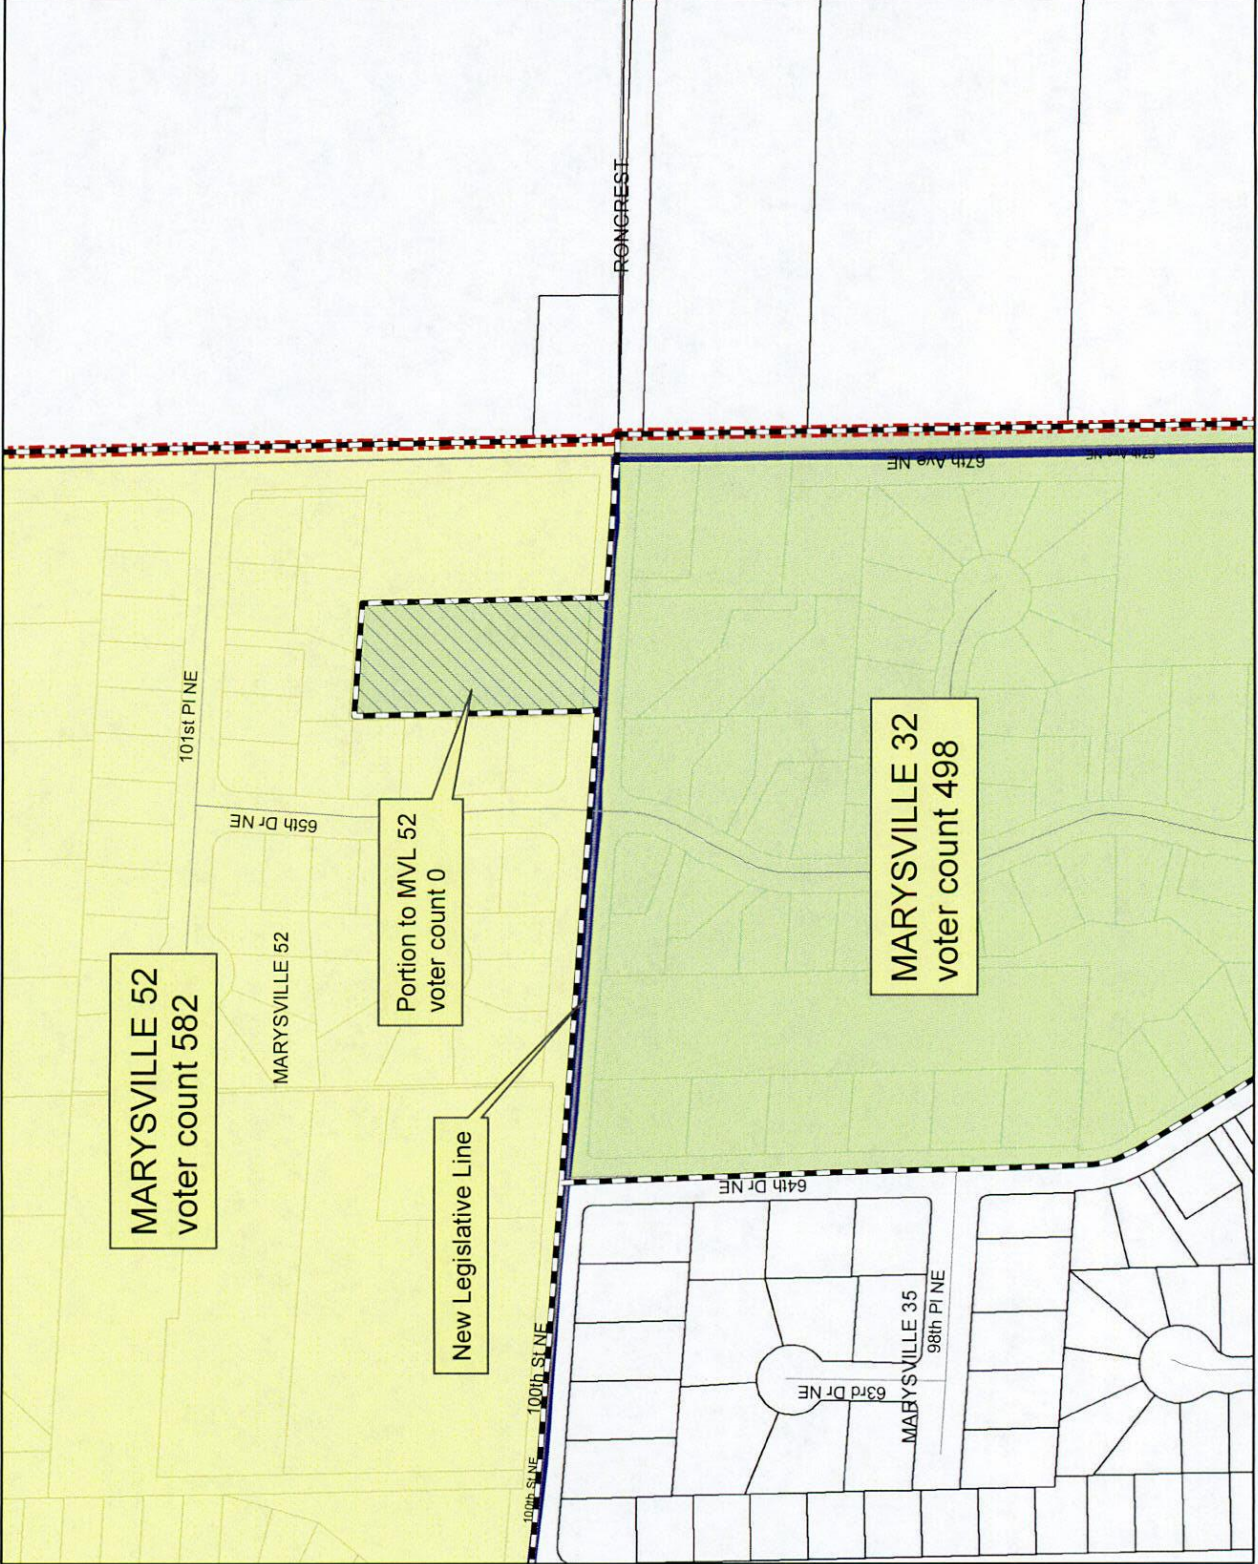 MARYSVILLE 52
voter count 582
101st Pl NE
65th Dr NE
MARYSVILLE 52
Portion to MVL 52
voter count 0
New Legislative Line
100th St NE
100th St NE
RONCREST
67th Ave NE
67th Ave NE
MARYSVILLE 32
voter count 498
64th Dr NE
63rd Dr NE
MARYSVILLE 35
98th Pl NE